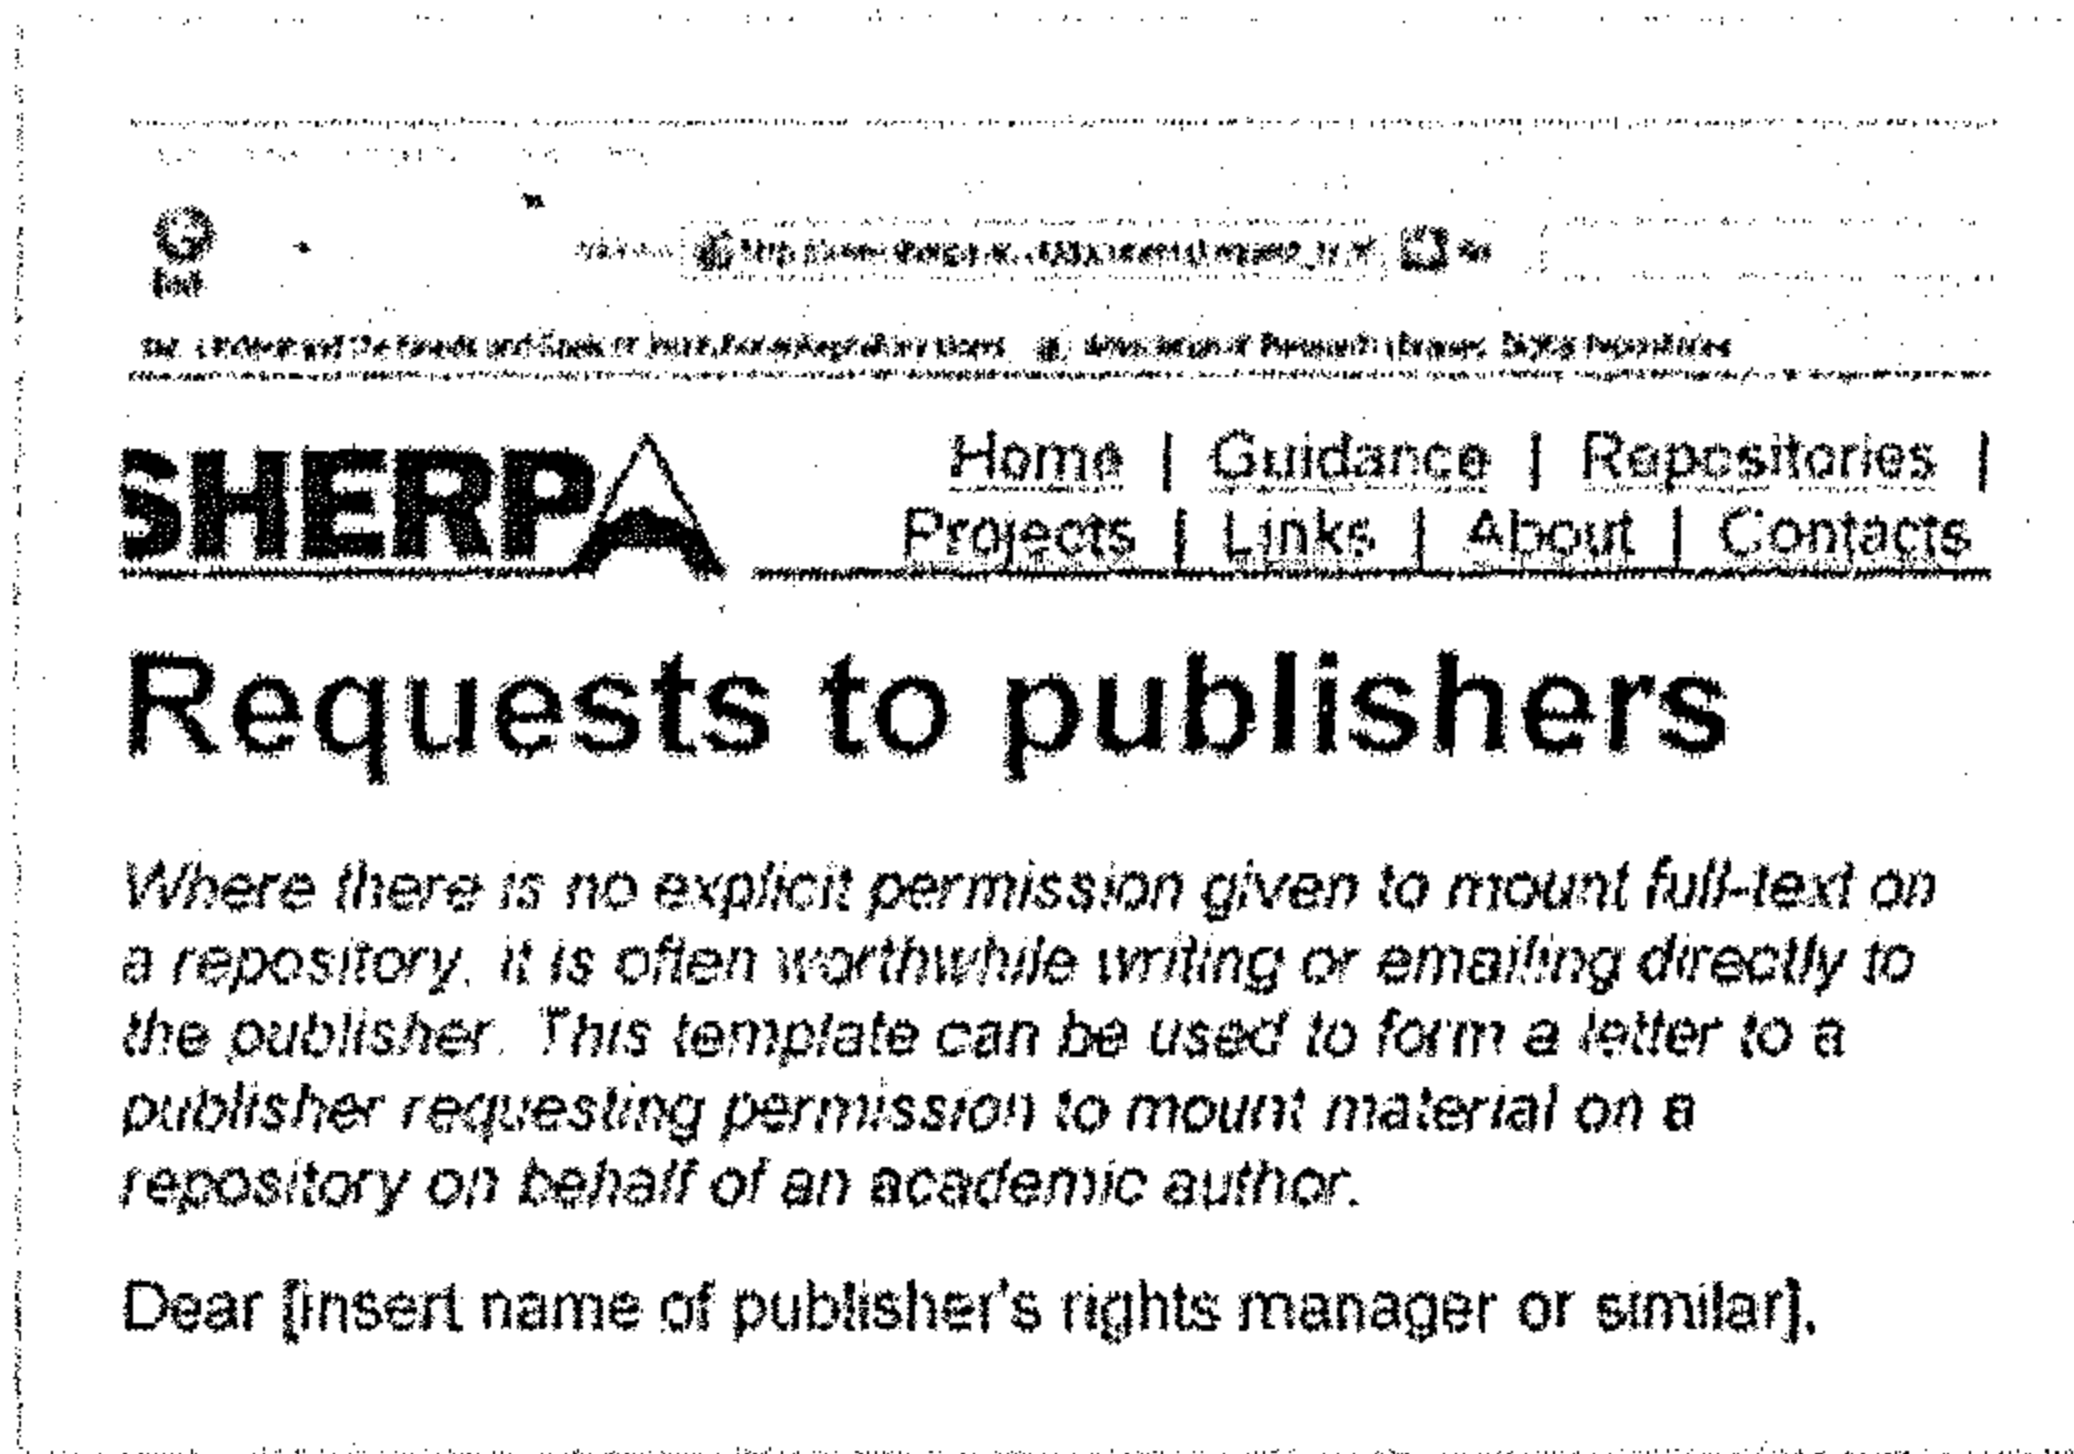 SHERPA
Home | Guidance | Repositories |
Projects | Links | About | Contacts
Requests to publishers
Where there is no explicit permission given to mount full-text on
a repository, it is often worthwhile writing or emailing directly to
the publisher. This template can be used to form a letter to a
publisher requesting permission to mount material on a
repository on behalf of an academic author.
Dear [insert name of publisher's rights manager or similar],